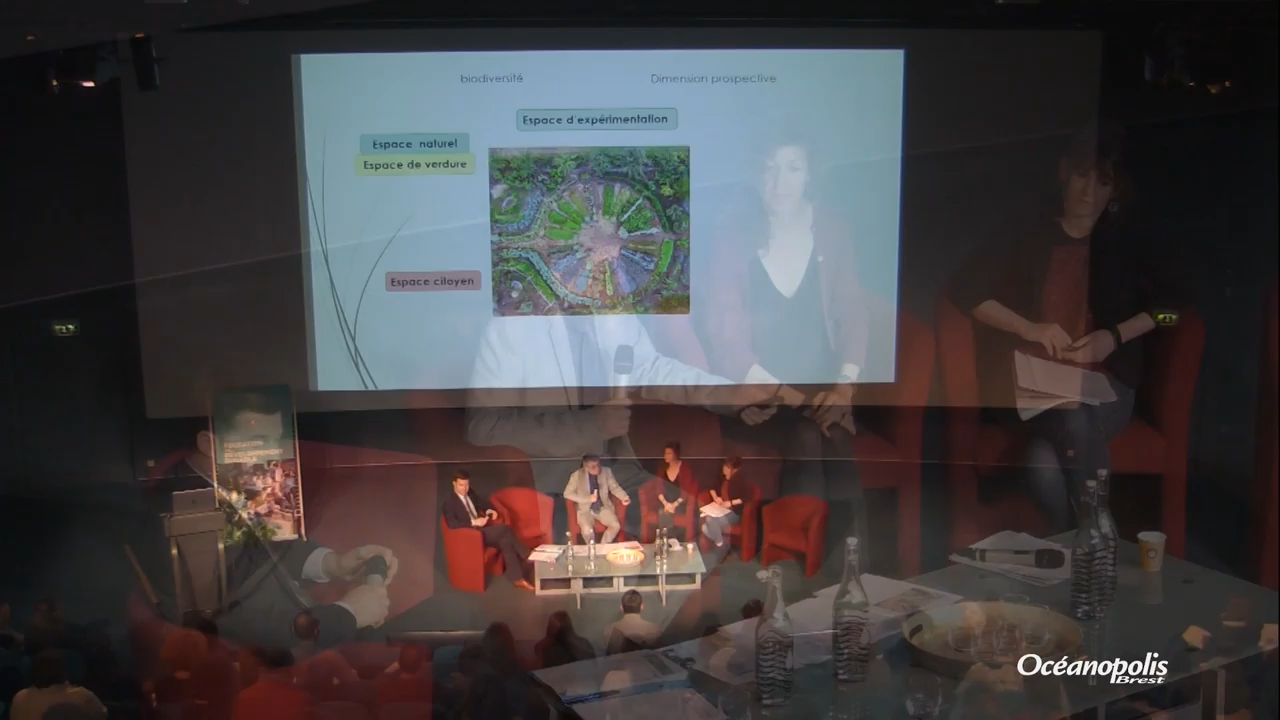 biodiversité
Dimension prospective
Espace d'expérimentation
Espace naturel
Espace de verdure
Espace citoyen
Océanopolis
Brest